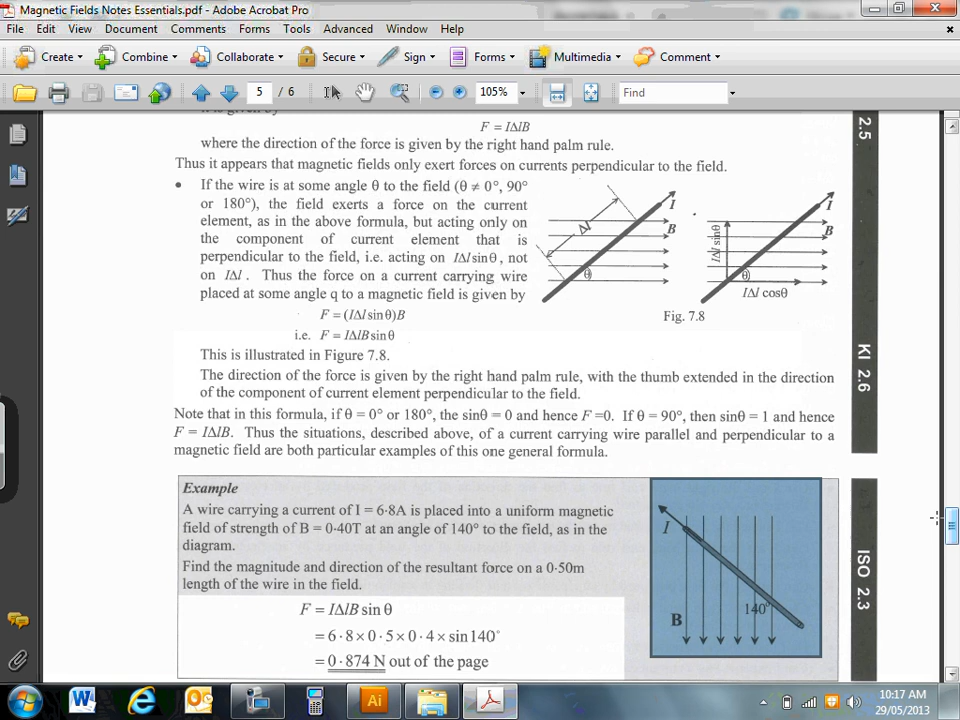 Magnetic Fields Notes Essentials.pdf - Adobe Acrobat Pro
File Edit View Document Comments Forms Tools Advanced Window Help
Create Combine Collaborate Secure Sign Forms Multimedia Comment
5 / 6 105% Find
F = IΔlB
where the direction of the force is given by the right hand palm rule.
Thus it appears that magnetic fields only exert forces on currents perpendicular to the field.
• If the wire is at some angle θ to the field (θ ≠ 0°, 90°
or 180°), the field exerts a force on the current
element, as in the above formula, but acting only on
the component of current element that is
perpendicular to the field, i.e. acting on IΔl sinθ, not
on IΔl. Thus the force on a current carrying wire
placed at some angle q to a magnetic field is given by
F = (IΔl sinθ)B
i.e. F = IΔlB sinθ
This is illustrated in Figure 7.8.
Δl
I
B
θ
IΔl sinθ
I
B
θ
IΔl cosθ
Fig. 7.8
The direction of the force is given by the right hand palm rule, with the thumb extended in the direction
of the component of current element perpendicular to the field.
Note that in this formula, if θ = 0° or 180°, the sinθ = 0 and hence F =0. If θ = 90°, then sinθ = 1 and hence
F = IΔlB. Thus the situations, described above, of a current carrying wire parallel and perpendicular to a
magnetic field are both particular examples of this one general formula.
Example
A wire carrying a current of I = 6·8A is placed into a uniform magnetic
field of strength of B = 0·40T at an angle of 140° to the field, as in the
diagram.
Find the magnitude and direction of the resultant force on a 0·50m
length of the wire in the field.
F = IΔlB sin θ
= 6·8×0·5×0·4×sin140°
= 0·874 N out of the page
I
B
140°
2.5
KI 2.6
ISO 2.3
Ai
10:17 AM
29/05/2013